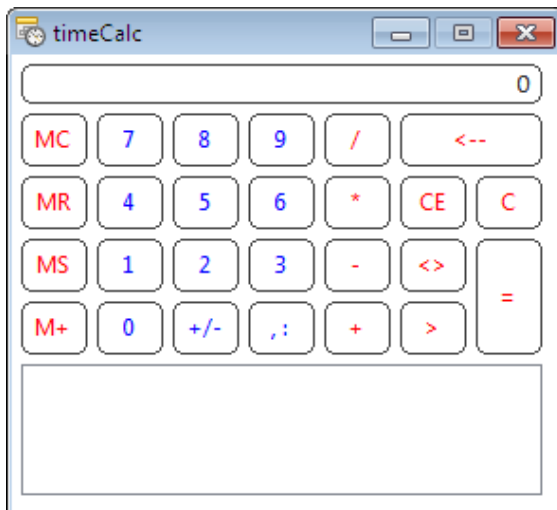 timeCalc
0
MC 7 8 9 / <--
MR 4 5 6 * CE C
MS 1 2 3 - <> =
M+ 0 +/- ,: + >